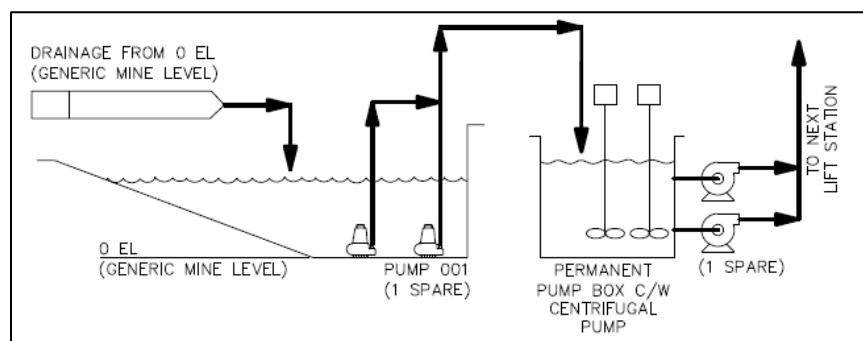 DRAINAGE FROM 0 EL
(GENERIC MINE LEVEL)
0 EL
(GENERIC MINE LEVEL)
PUMP 001
(1 SPARE)
PERMANENT
PUMP BOX C/W
CENTRIFUGAL
PUMP
(1 SPARE)
TO NEXT
LIFT STATION